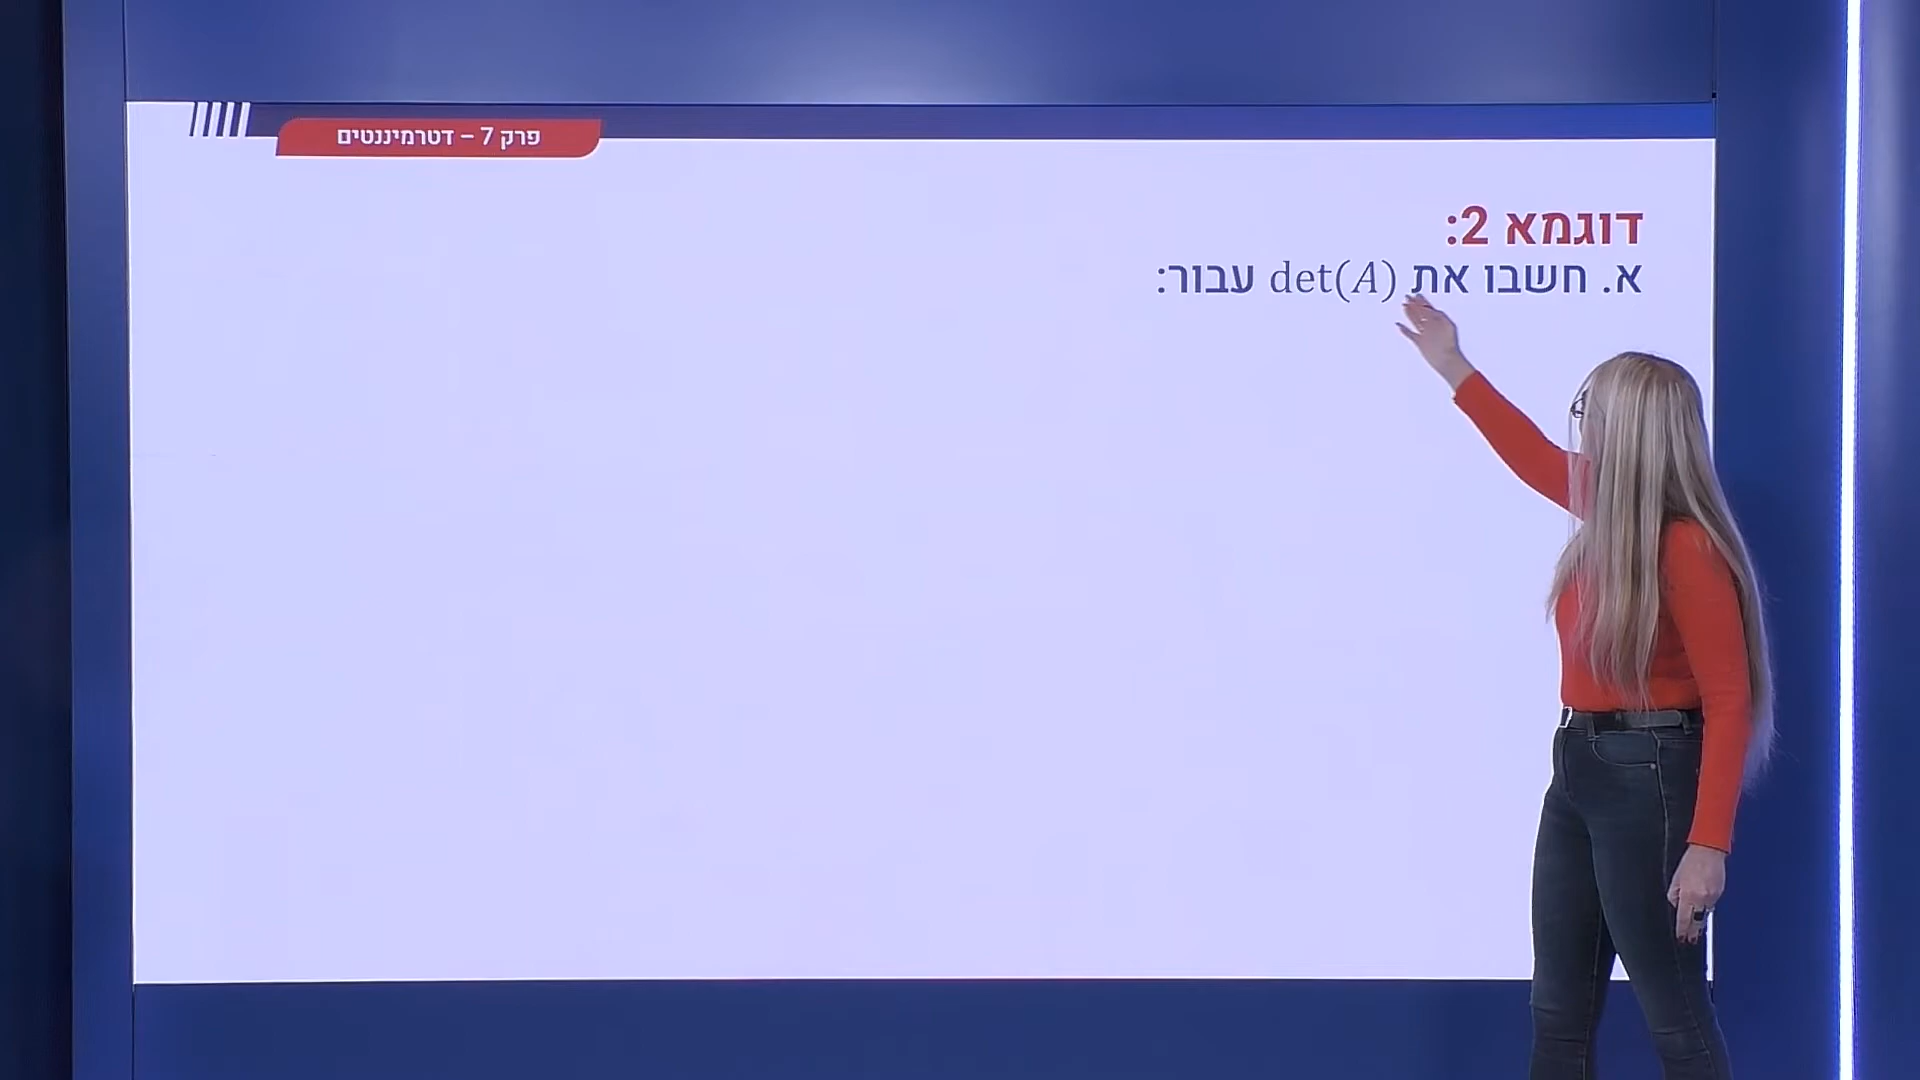 פרק 7 – דטרמיננטים
דוגמא 2:
א. חשבו את det(A) עבור: